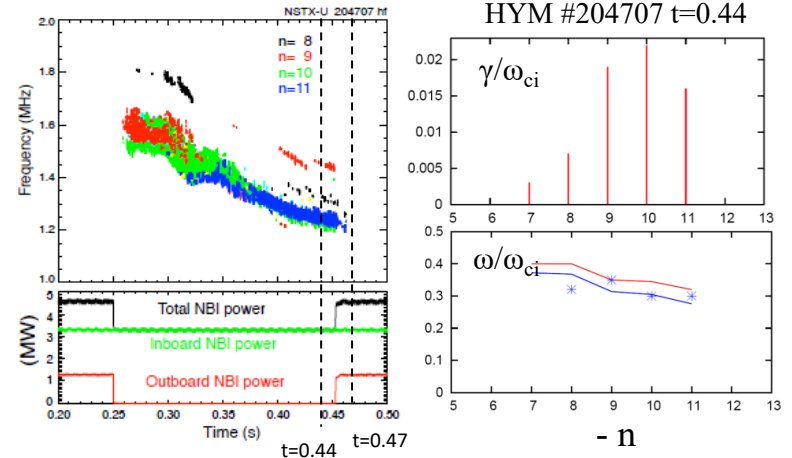 NSTX-U 204707 hf
n= 8
n= 9
n=10
n=11
Frequency (MHz)
2.0
1.8
1.6
1.4
1.2
1.0
Total NBI power
Inboard NBI power
Outboard NBI power
(MW)
5
4
3
2
1
0
0.20 0.25 0.30 0.35 0.40 0.45 0.50
Time (s)
t=0.44 t=0.47
HYM #204707 t=0.44
γ/ωci
0.02
0.015
0.01
0.005
0
5 6 7 8 9 10 11 12 13
ω/ωci
0.5
0.4
0.3
0.2
0.1
0
5 6 7 8 9 10 11 12 13
- n